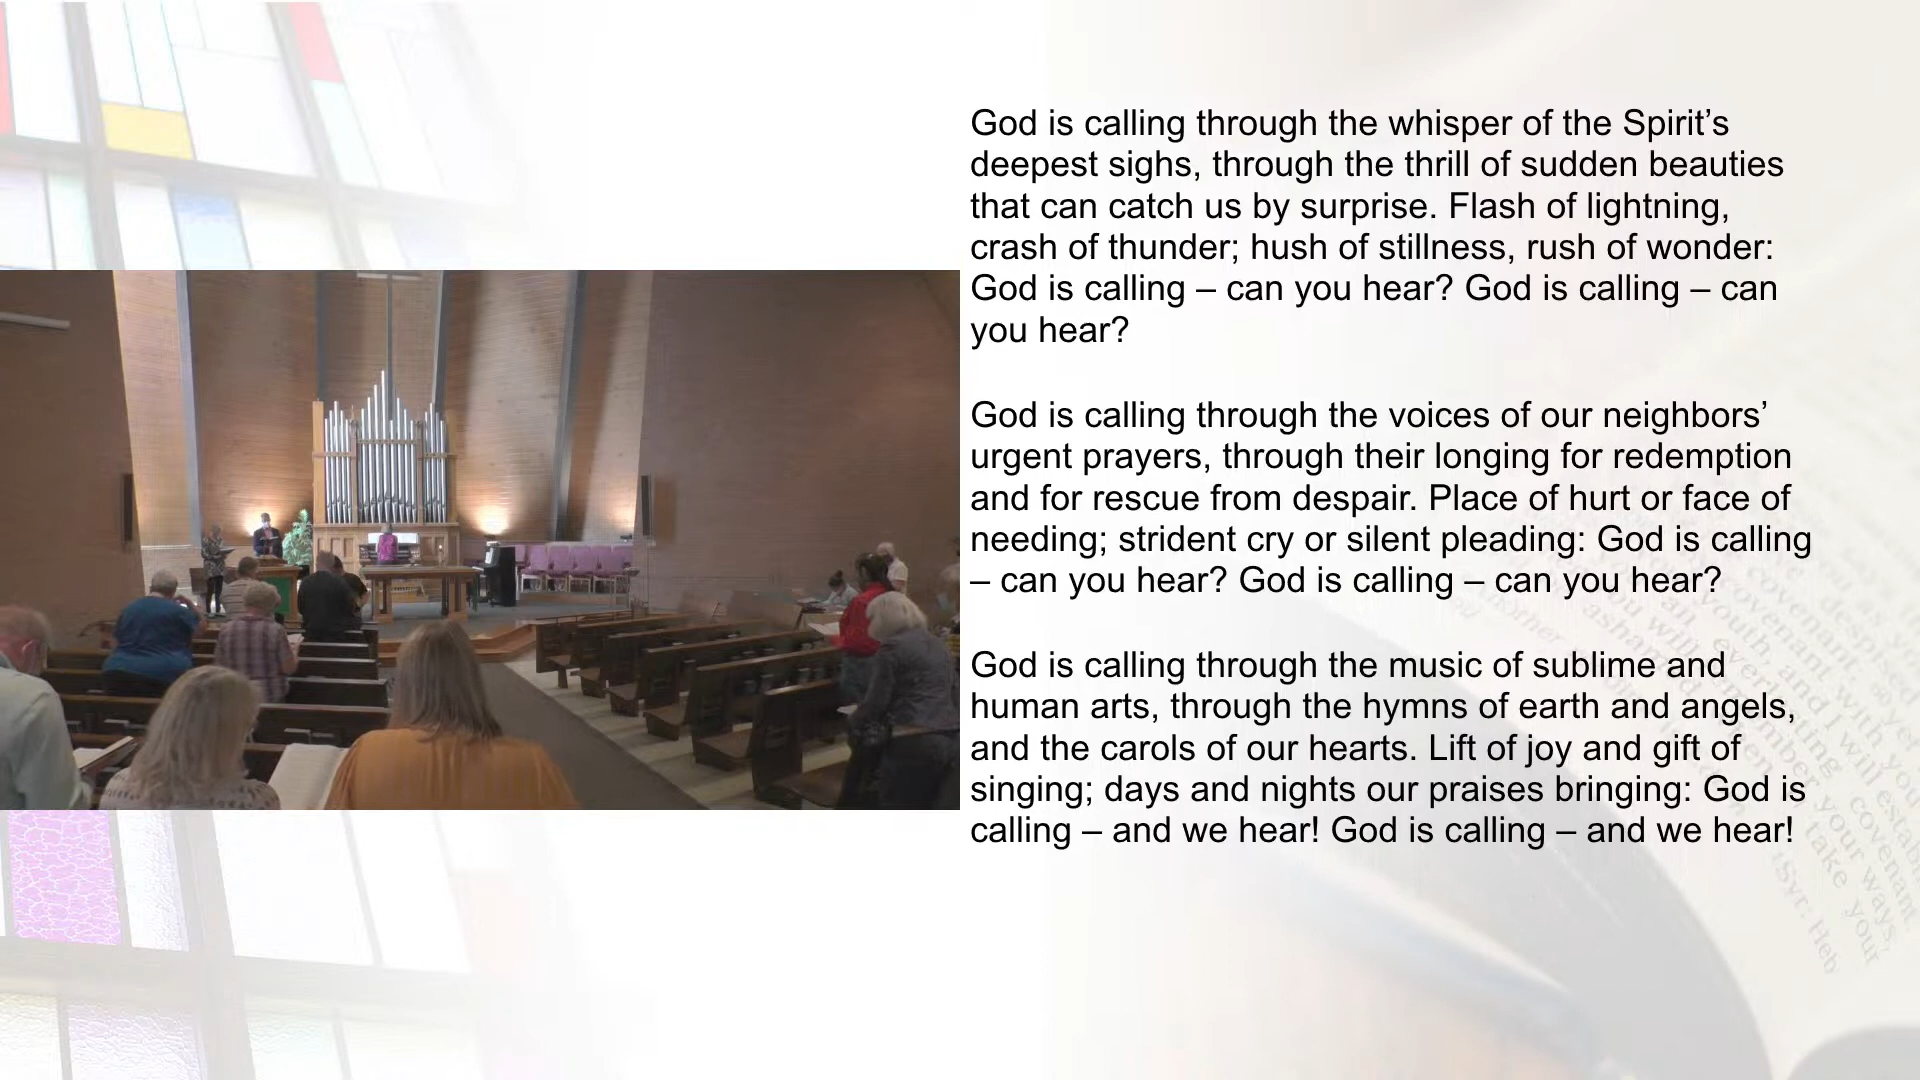 God is calling through the whisper of the Spirit’s
deepest sighs, through the thrill of sudden beauties
that can catch us by surprise. Flash of lightning,
crash of thunder; hush of stillness, rush of wonder:
God is calling – can you hear? God is calling – can
you hear?
God is calling through the voices of our neighbors’
urgent prayers, through their longing for redemption
and for rescue from despair. Place of hurt or face of
needing; strident cry or silent pleading: God is calling
– can you hear? God is calling – can you hear?
God is calling through the music of sublime and
human arts, through the hymns of earth and angels,
and the carols of our hearts. Lift of joy and gift of
singing; days and nights our praises bringing: God is
calling – and we hear! God is calling – and we hear!